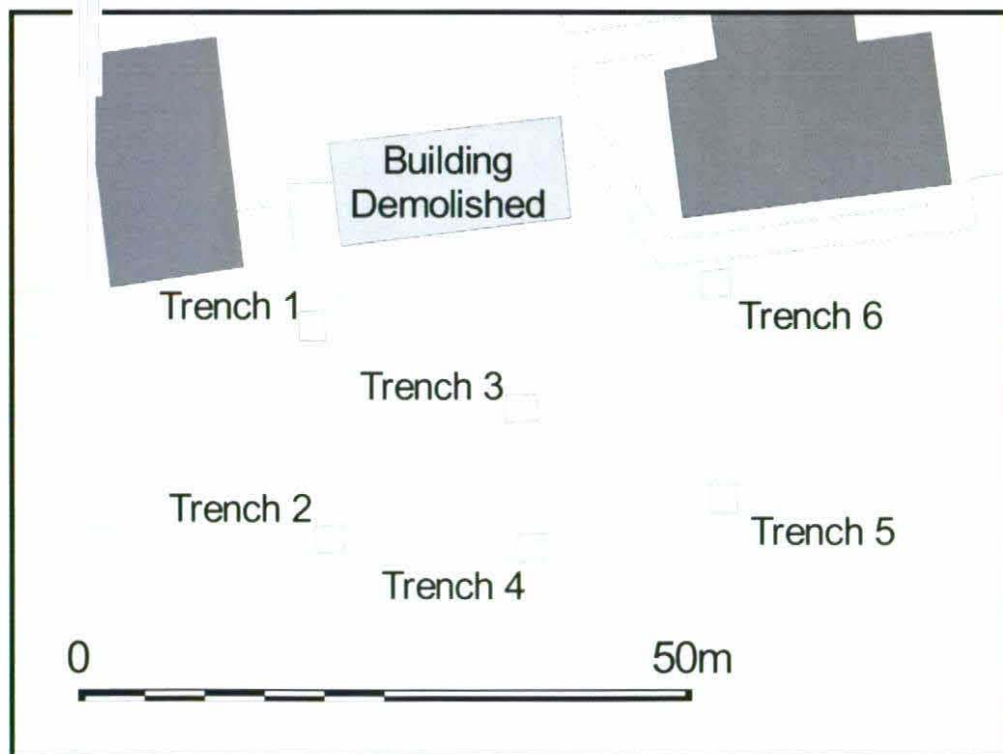 Building
Demolished
Trench 1
Trench 6
Trench 3
Trench 2
Trench 5
Trench 4
0 50m